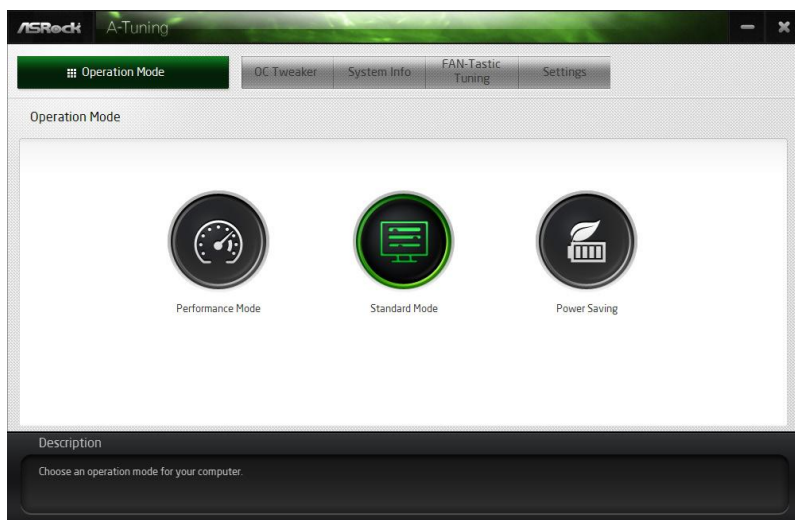 ASRock A-Tuning
Operation Mode OC Tweaker System Info FAN-Tastic Tuning Settings
Operation Mode
Performance Mode Standard Mode Power Saving
Description
Choose an operation mode for your computer.